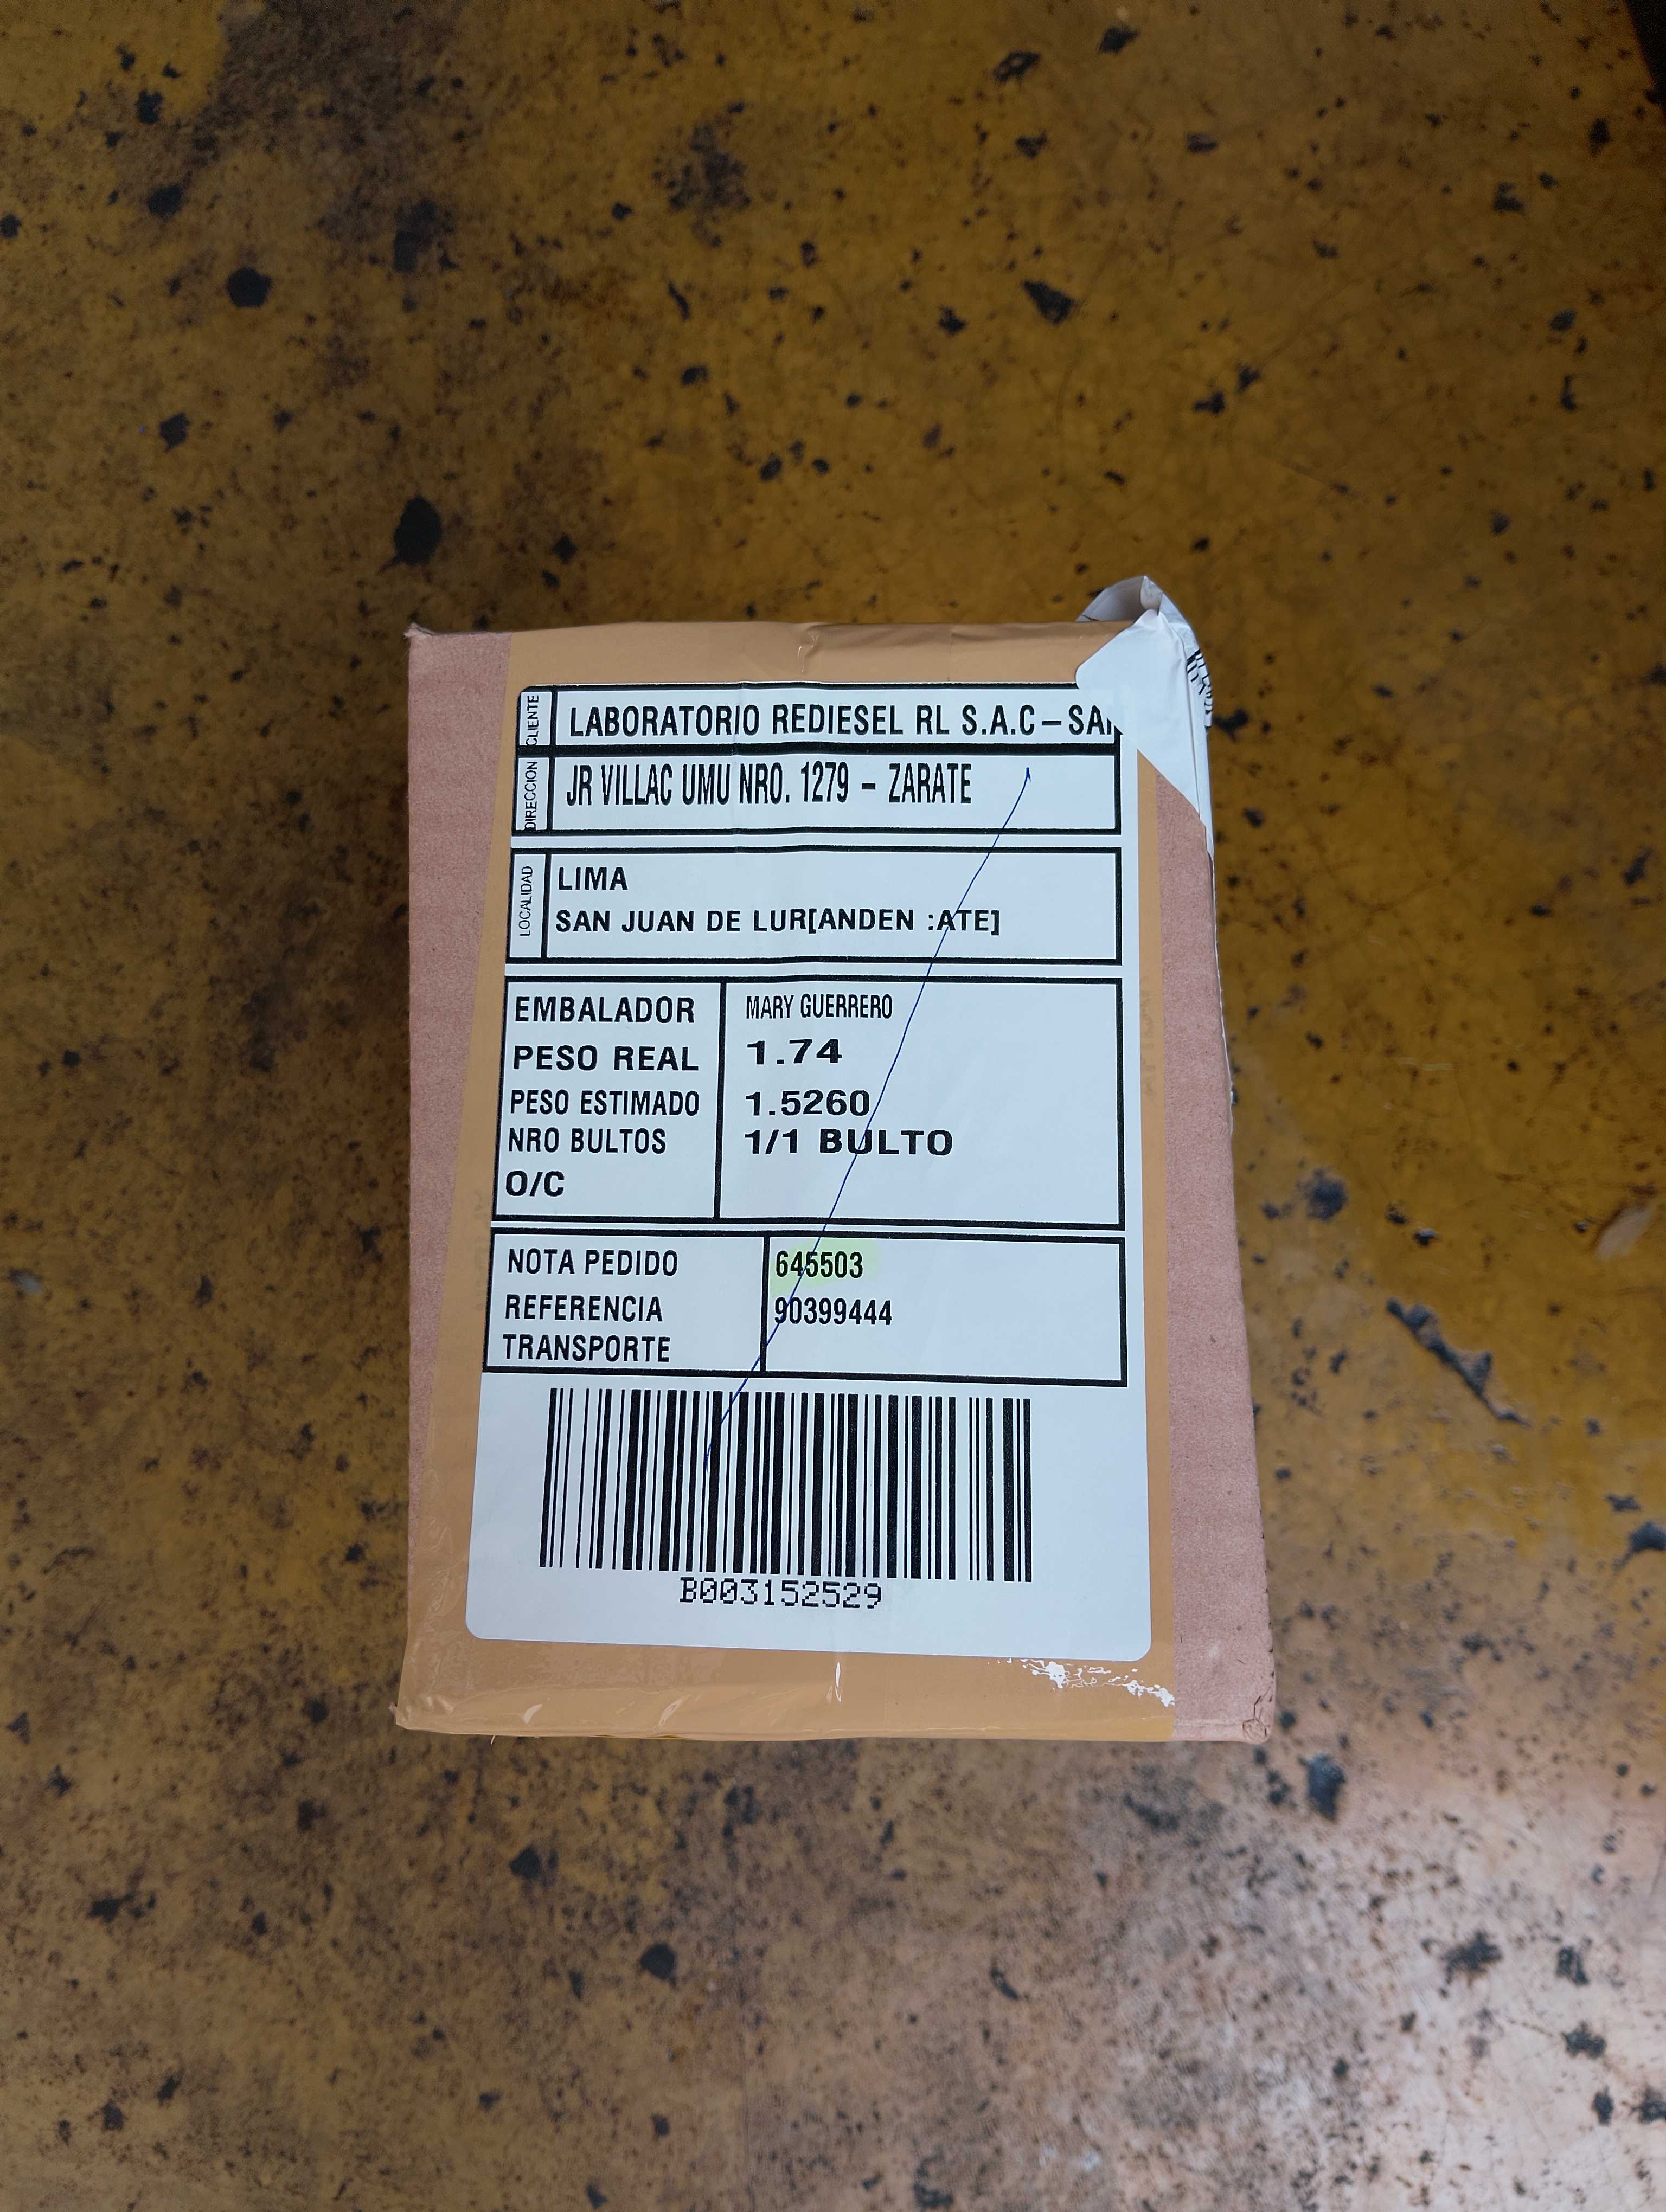 CLIENTE
LABORATORIO REDIESEL RL S.A.C – SAN
DIRECCION
JR VILLAC UMU NRO. 1279 – ZARATE
LOCALIDAD
LIMA
SAN JUAN DE LUR[ANDEN :ATE]
EMBALADOR MARY GUERRERO
PESO REAL 1.74
PESO ESTIMADO 1.5260
NRO BULTOS 1/1 BULTO
O/C
NOTA PEDIDO 645503
REFERENCIA 90399444
TRANSPORTE
B003152529